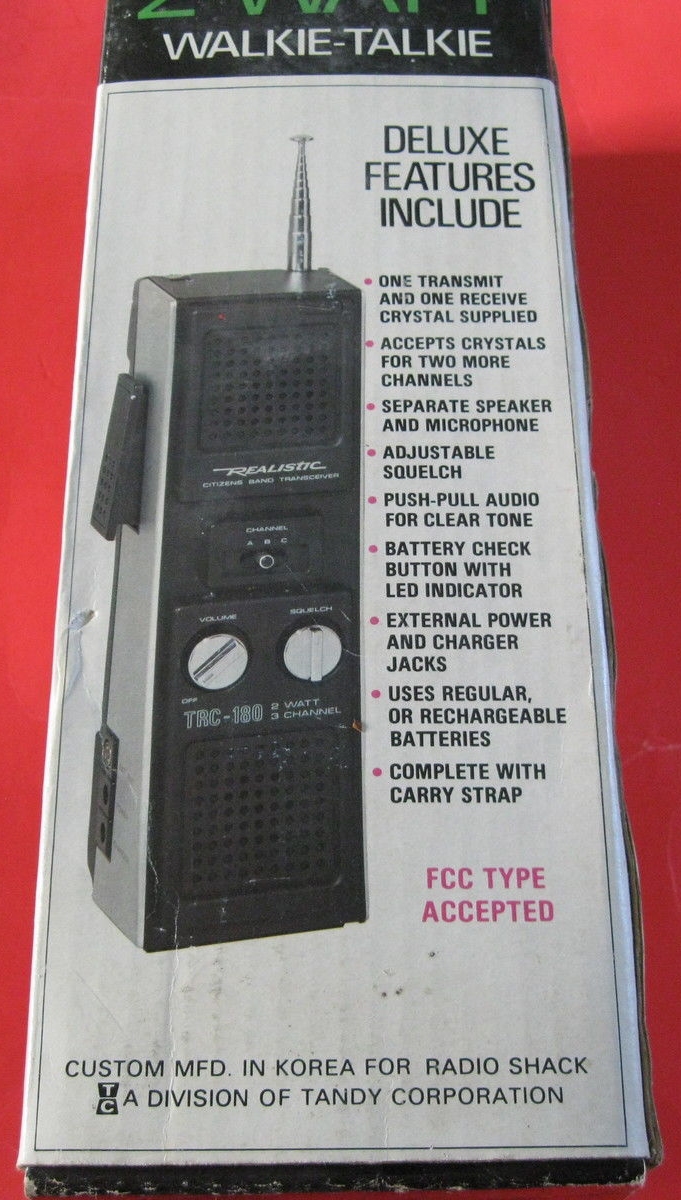 2 WATT
WALKIE-TALKIE
DELUXE
FEATURES
INCLUDE
• ONE TRANSMIT
AND ONE RECEIVE
CRYSTAL SUPPLIED
• ACCEPTS CRYSTALS
FOR TWO MORE
CHANNELS
• SEPARATE SPEAKER
AND MICROPHONE
• ADJUSTABLE
SQUELCH
• PUSH-PULL AUDIO
FOR CLEAR TONE
• BATTERY CHECK
BUTTON WITH
LED INDICATOR
• EXTERNAL POWER
AND CHARGER
JACKS
• USES REGULAR,
OR RECHARGEABLE
BATTERIES
• COMPLETE WITH
CARRY STRAP
REALISTIC
CITIZENS BAND TRANSCEIVER
CHANNEL
A B C
VOLUME
SQUELCH
OFF
TRC-180 2 WATT
3 CHANNEL
FCC TYPE
ACCEPTED
CUSTOM MFD. IN KOREA FOR RADIO SHACK
TC A DIVISION OF TANDY CORPORATION